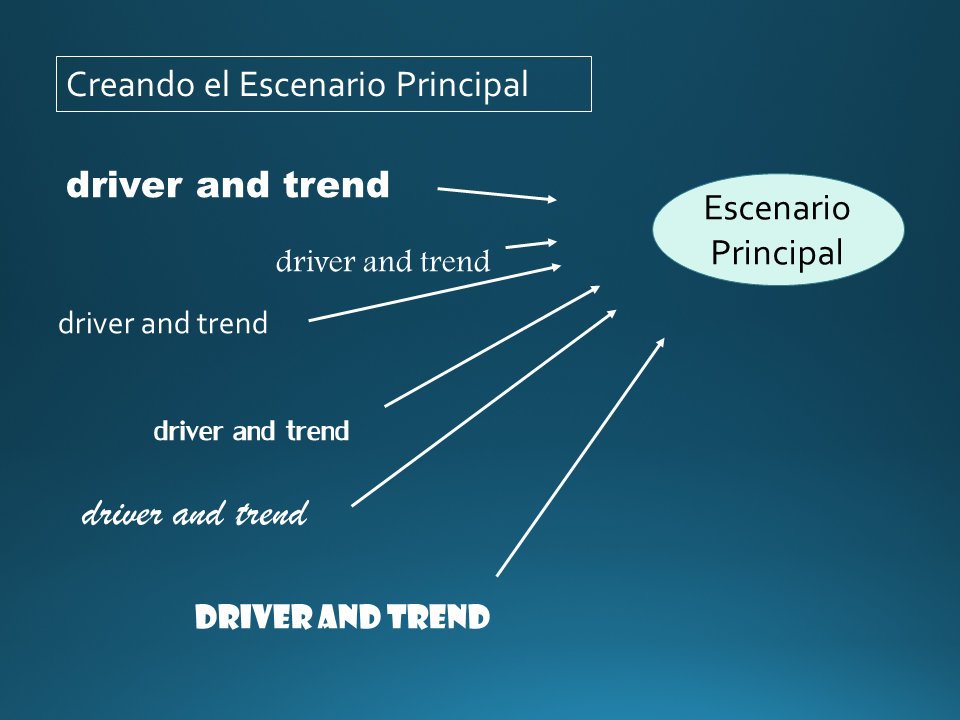 Creando el Escenario Principal
driver and trend
Escenario
Principal
driver and trend
driver and trend
driver and trend
driver and trend
DRIVER AND TREND